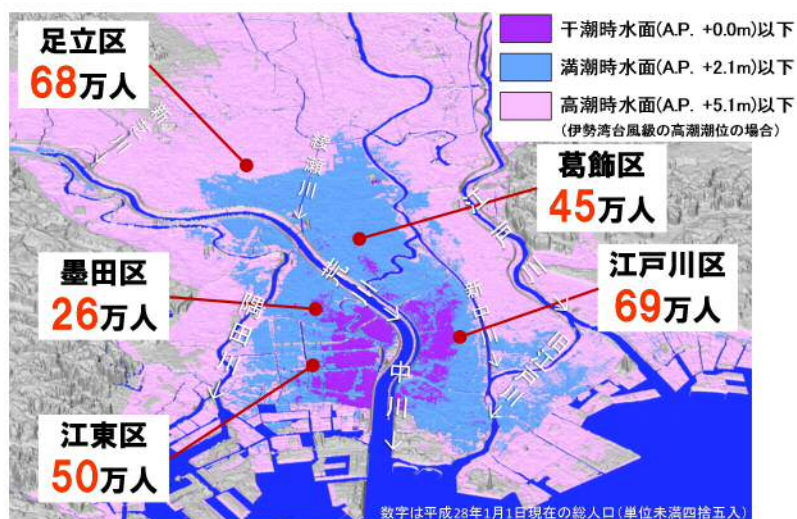 足立区
68万人
干潮時水面(A.P. +0.0m)以下
満潮時水面(A.P. +2.1m)以下
高潮時水面(A.P. +5.1m)以下
(伊勢湾台風級の高潮潮位の場合)
綾瀬川
葛飾区
45万人
江戸川
墨田区
26万人
荒川
江戸川区
69万人
隅田川
新中川
旧江戸川
中川
江東区
50万人
数字は平成28年1月1日現在の総人口(単位未満四捨五入)